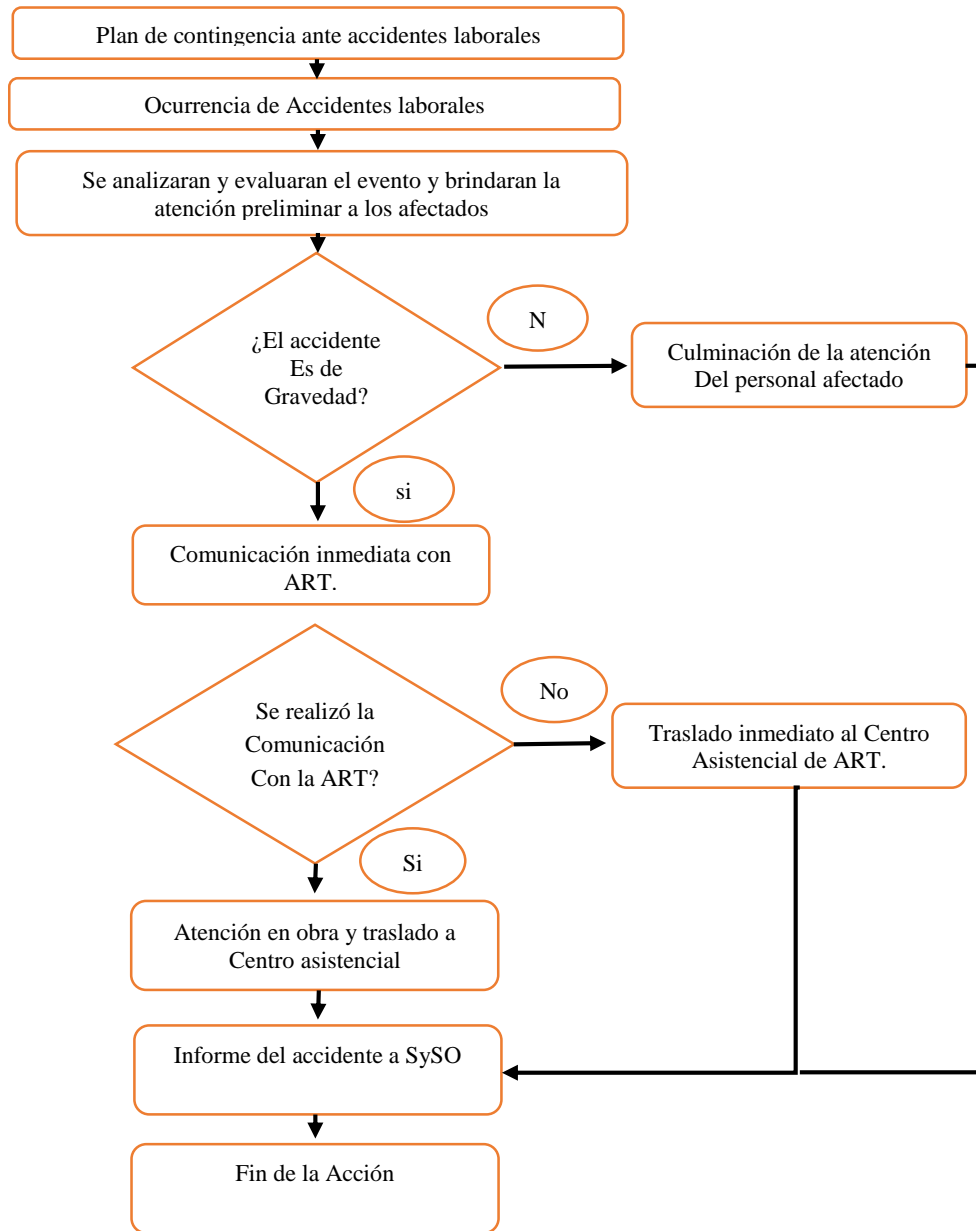 Plan de contingencia ante accidentes laborales
Ocurrencia de Accidentes laborales
Se analizaran y evaluaran el evento y brindaran la
atención preliminar a los afectados
¿El accidente
Es de
Gravedad?
N
Culminación de la atención
Del personal afectado
si
Comunicación inmediata con
ART.
Se realizó la
Comunicación
Con la ART?
No
Traslado inmediato al Centro
Asistencial de ART.
Si
Atención en obra y traslado a
Centro asistencial
Informe del accidente a SySO
Fin de la Acción